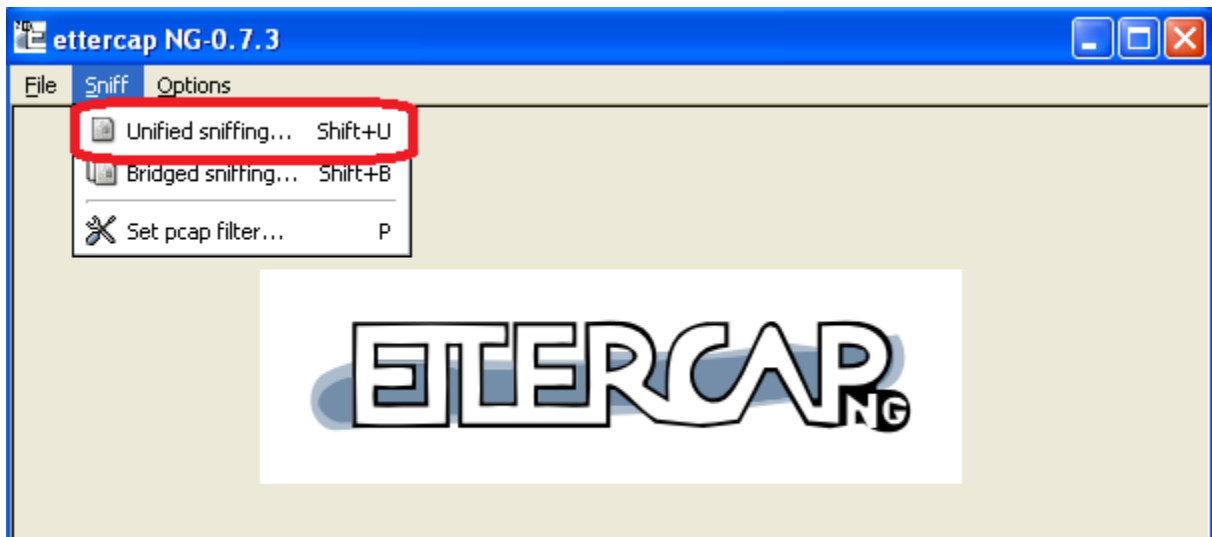 ettercap NG-0.7.3
File Sniff Options
Unified sniffing... Shift+U
Bridged sniffing... Shift+B
Set pcap filter... P
ETTERCAP
NG